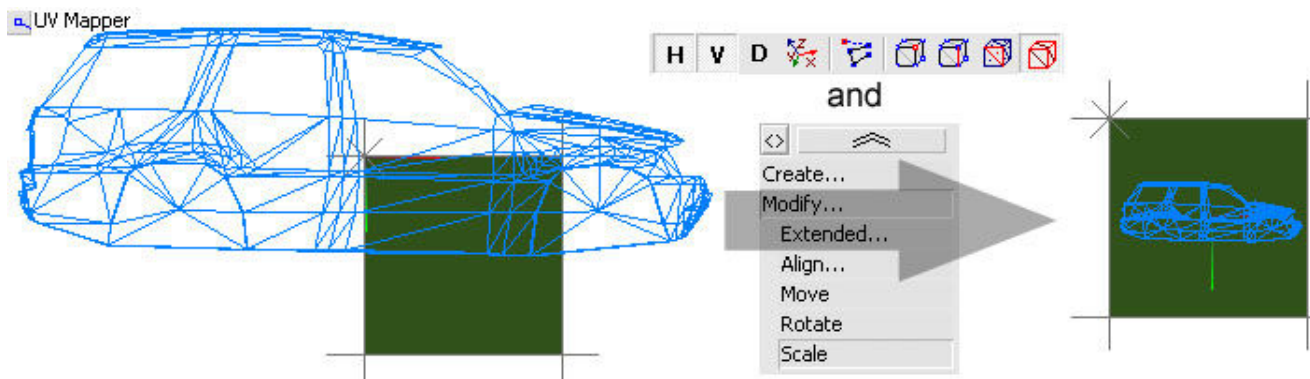 UV Mapper
H V D
and
<>
Create...
Modify...
Extended...
Align...
Move
Rotate
Scale